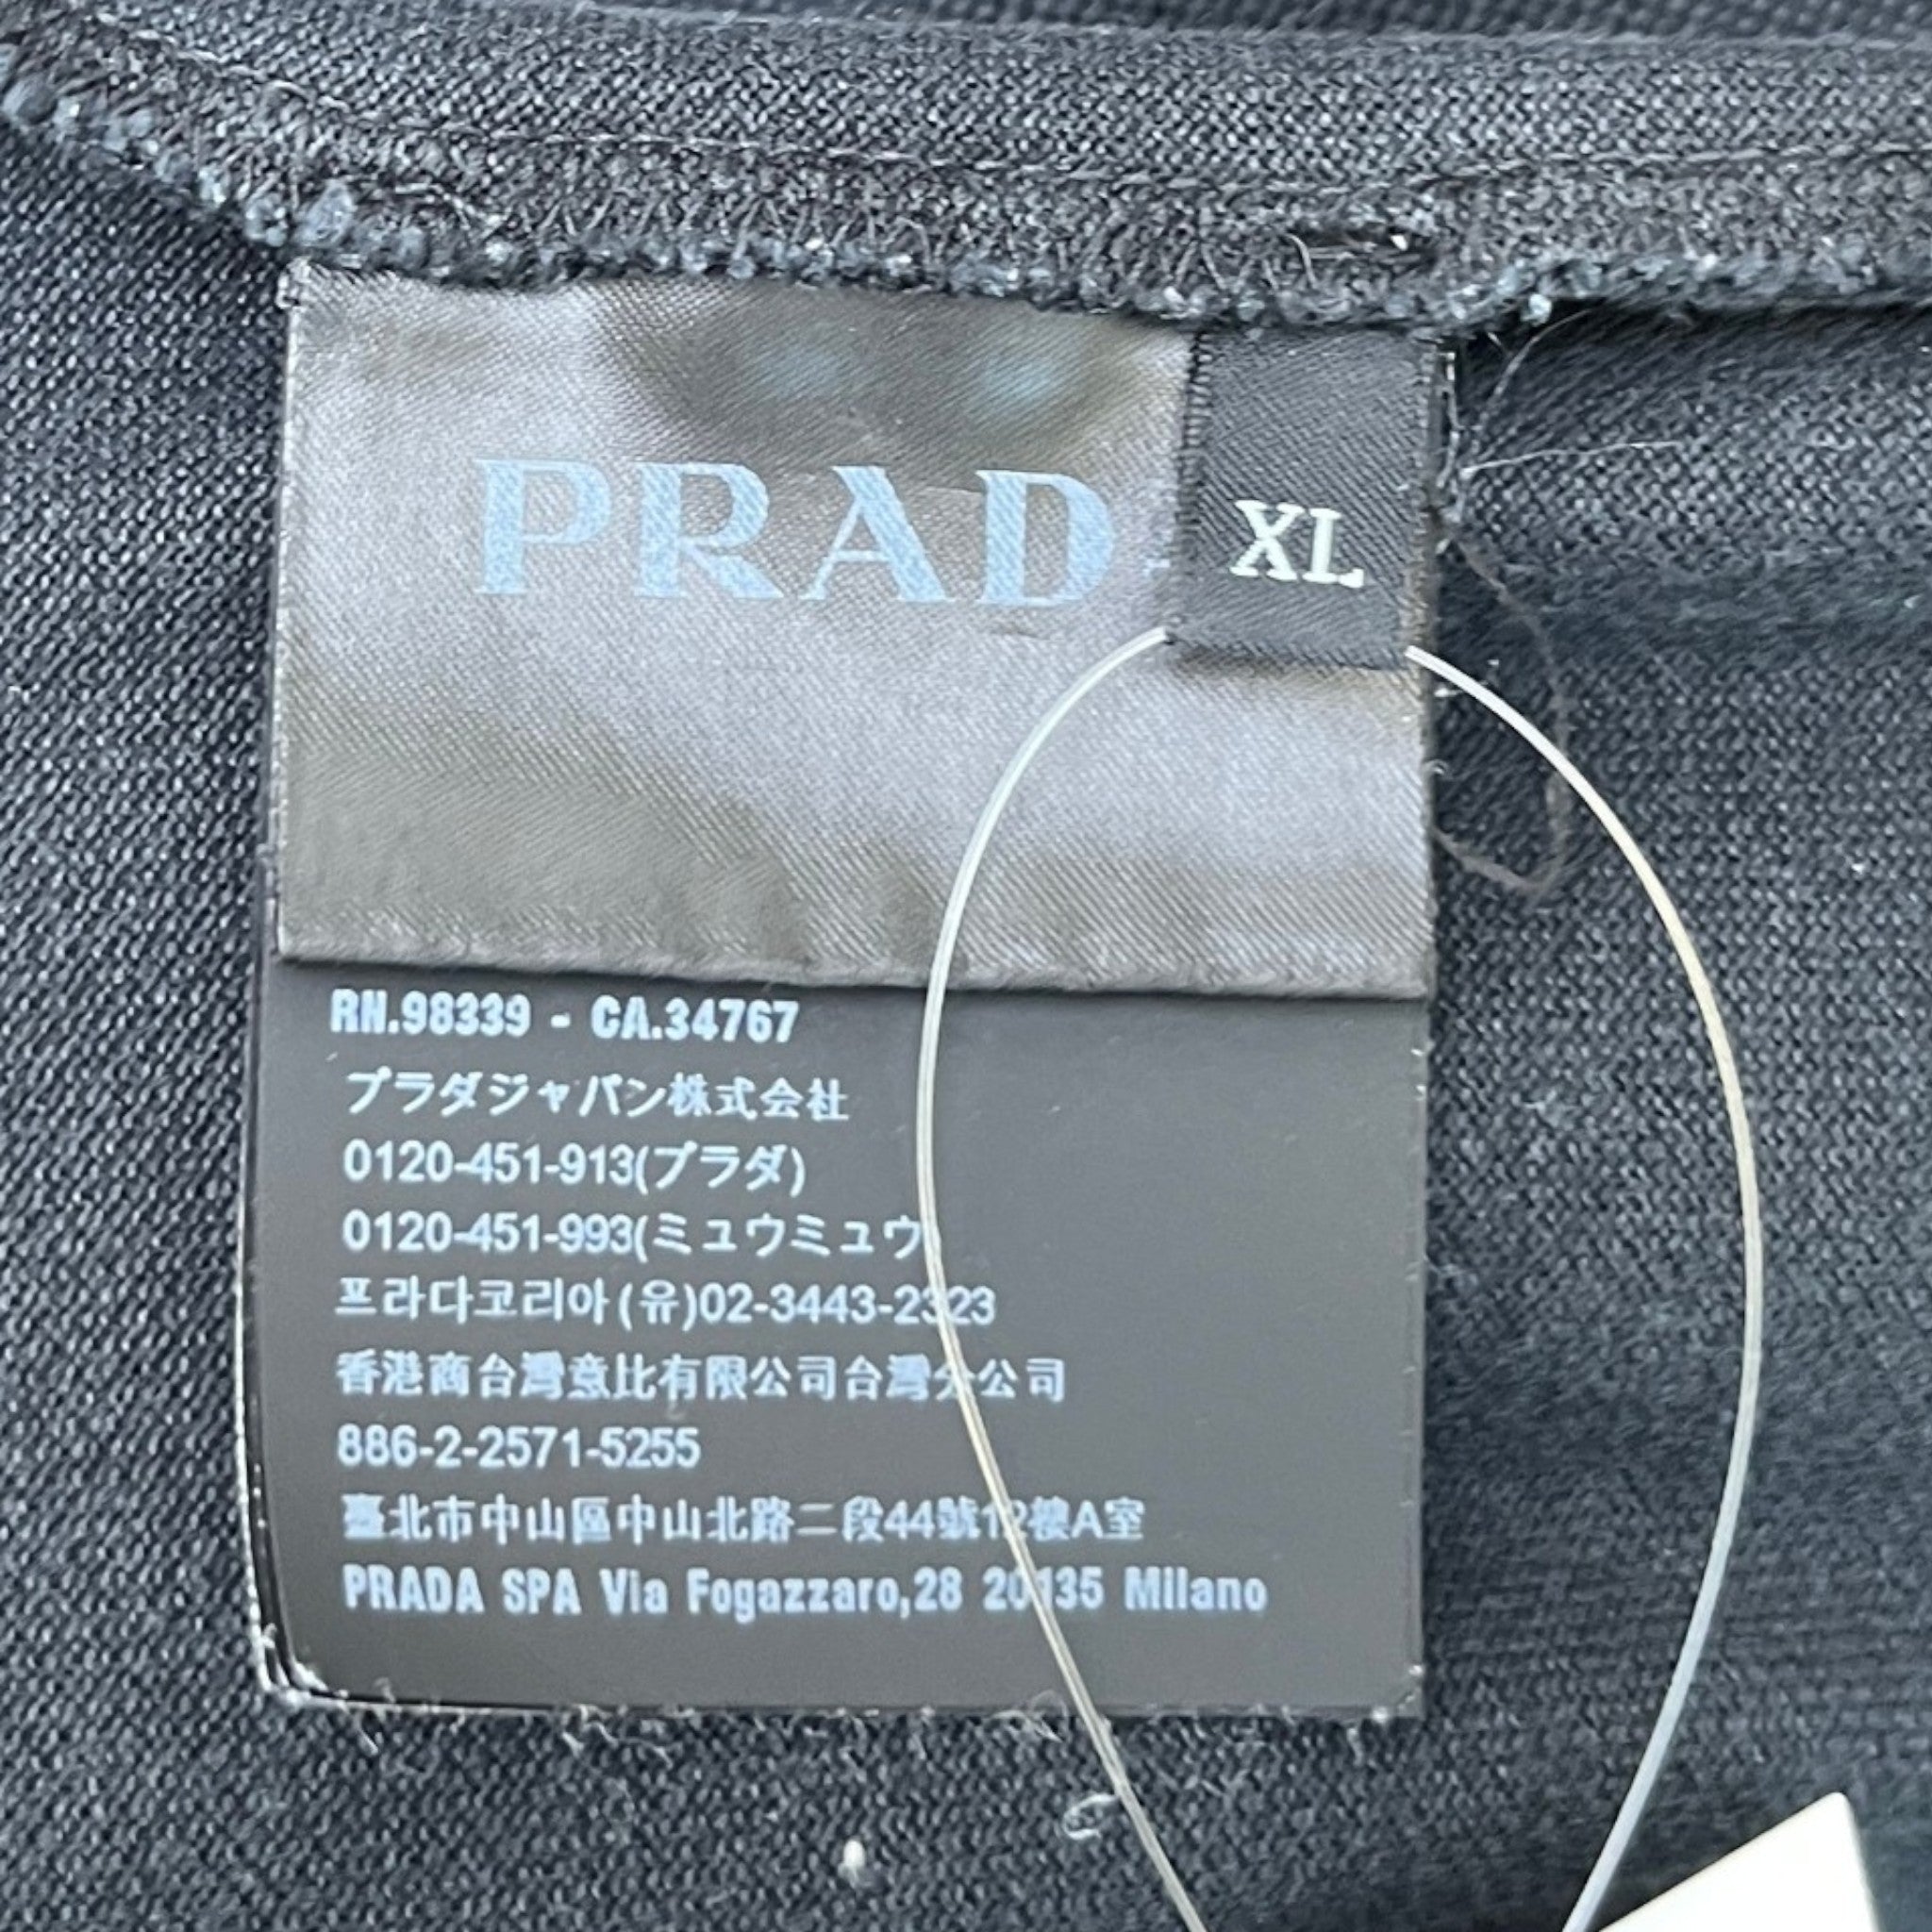 PRAD
XL
RN.98339 - CA.34767
プラダジャパン株式会社
0120-451-913(プラダ)
0120-451-993(ミュウミュウ)
프라다코리아(유)02-3443-2323
香港商台灣意比有限公司台灣分公司
886-2-2571-5255
臺北市中山區中山北路二段44號12樓A室
PRADA SPA Via Fogazzaro,28 20135 Milano